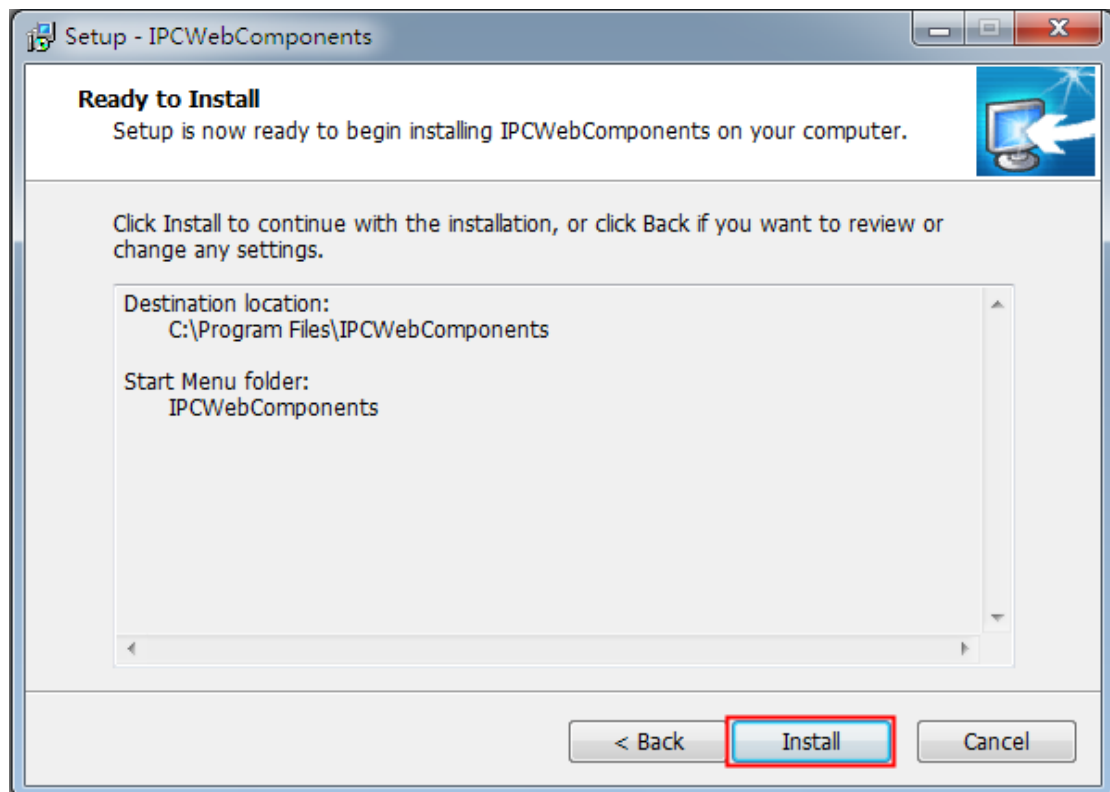 Setup - IPCWebComponents
Ready to Install
Setup is now ready to begin installing IPCWebComponents on your computer.
Click Install to continue with the installation, or click Back if you want to review or
change any settings.
Destination location:
C:\Program Files\IPCWebComponents
Start Menu folder:
IPCWebComponents
< Back
Install
Cancel